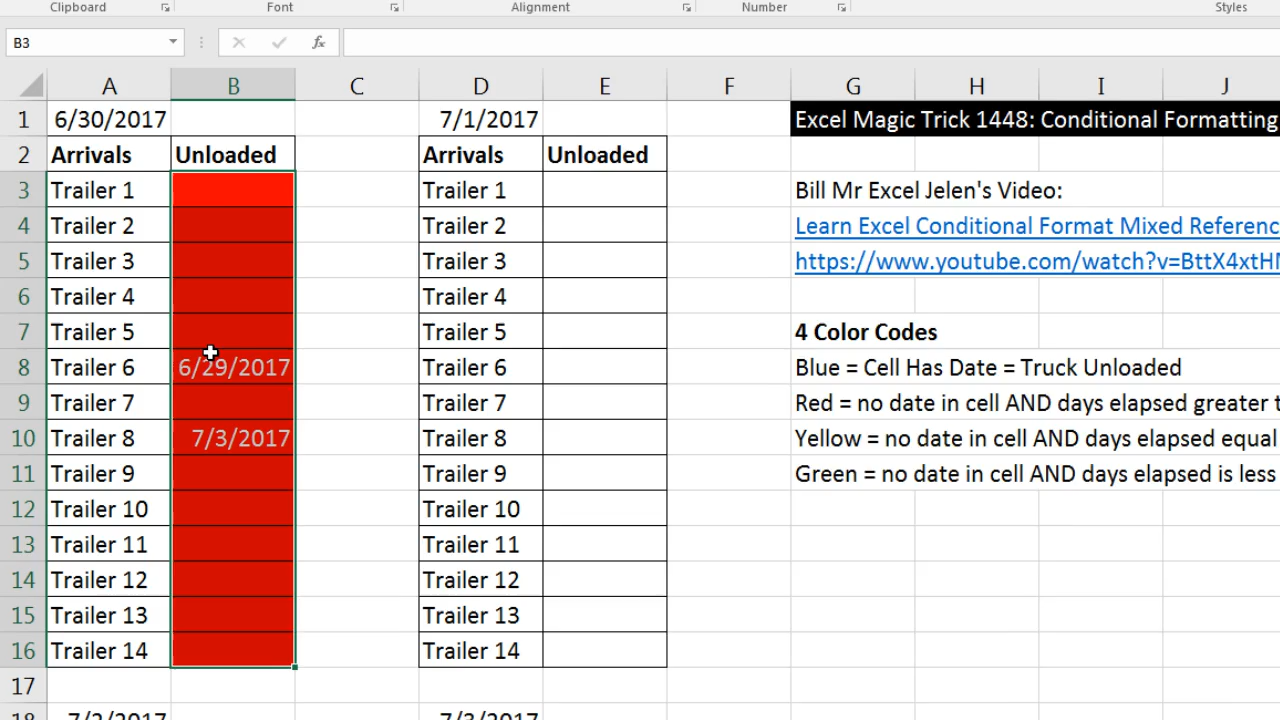 Clipboard Font Alignment Number Styles
B3 fx
A B C D E F G H I J
1 6/30/2017 7/1/2017 Excel Magic Trick 1448: Conditional Formatting
2 Arrivals Unloaded Arrivals Unloaded
3 Trailer 1 Trailer 1 Bill Mr Excel Jelen's Video:
4 Trailer 2 Trailer 2 Learn Excel Conditional Format Mixed
5 Trailer 3 Trailer 3 https://www.youtube.com/watch?v=BttX4xtH
6 Trailer 4 Trailer 4
7 Trailer 5 Trailer 5 4 Color Codes
8 Trailer 6 6/29/2017 Trailer 6 Blue = Cell Has Date = Truck Unloaded
9 Trailer 7 Trailer 7 Red = no date in cell AND days elapsed greater
10 Trailer 8 7/3/2017 Trailer 8 Yellow = no date in cell AND days elapsed equal
11 Trailer 9 Trailer 9 Green = no date in cell AND days elapsed is less
12 Trailer 10 Trailer 10
13 Trailer 11 Trailer 11
14 Trailer 12 Trailer 12
15 Trailer 13 Trailer 13
16 Trailer 14 Trailer 14
17
18 7/2/2017 7/3/2017